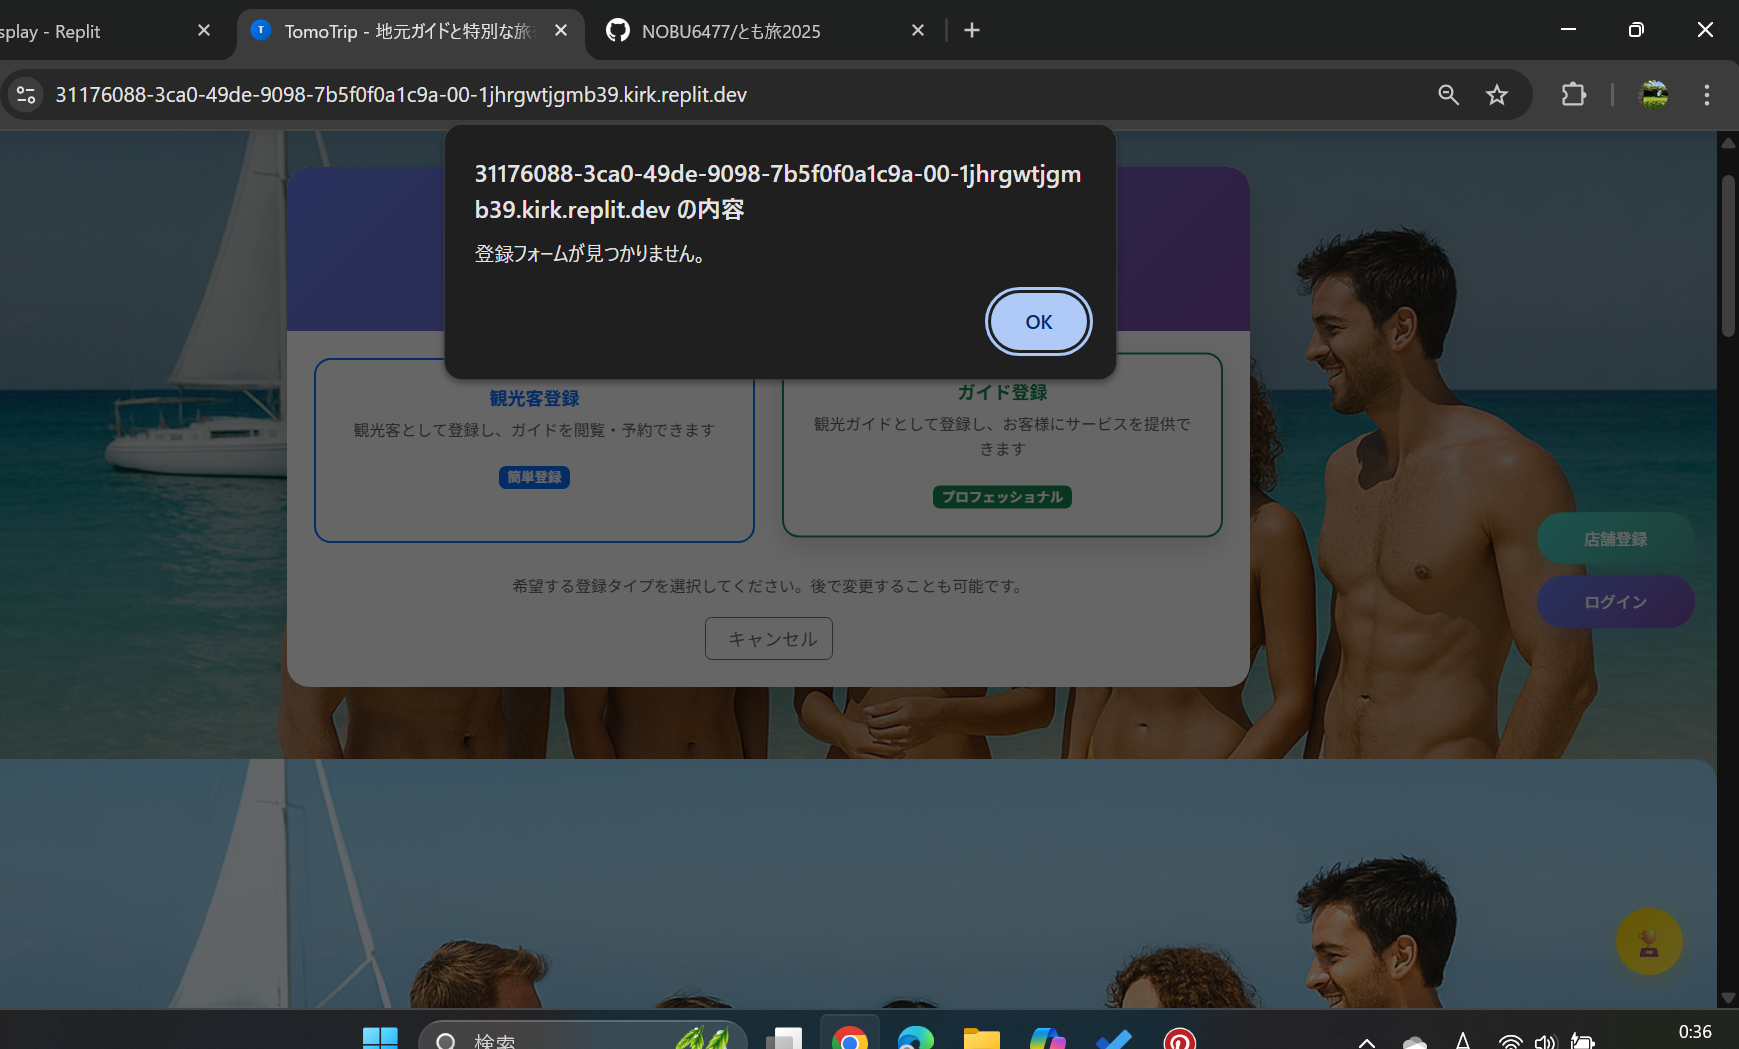 splay - Replit
TomoTrip - 地元ガイドと特別な旅
NOBU6477/とも旅2025
31176088-3ca0-49de-9098-7b5f0f0a1c9a-00-1jhrgwtjgmb39.kirk.replit.dev
31176088-3ca0-49de-9098-7b5f0f0a1c9a-00-1jhrgwtjgm
b39.kirk.replit.dev の内容
登録フォームが見つかりません。
OK
観光客登録
観光客として登録し、ガイドを閲覧・予約できます
簡単登録
ガイド登録
観光ガイドとして登録し、お客様にサービスを提供で
きます
プロフェッショナル
希望する登録タイプを選択してください。後で変更することも可能です。
キャンセル
店舗登録
ログイン
検索
A
0:36